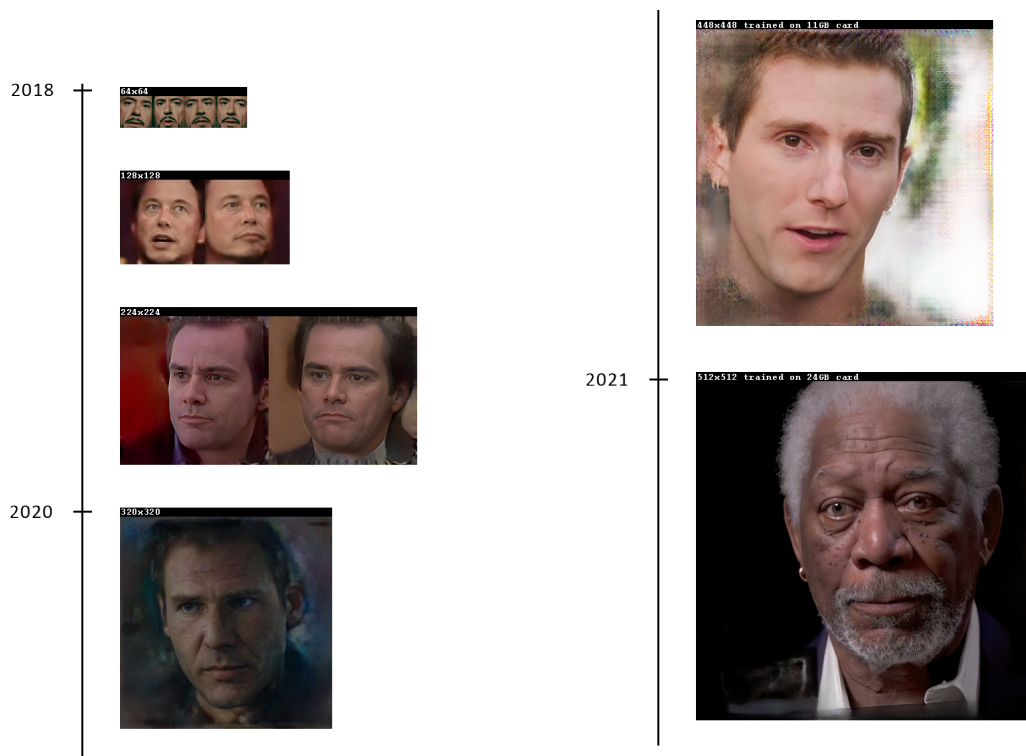 2018
64x64
128x128
224x224
2020
320x320
448x448 trained on 11GB card
2021
512x512 trained on 24GB card